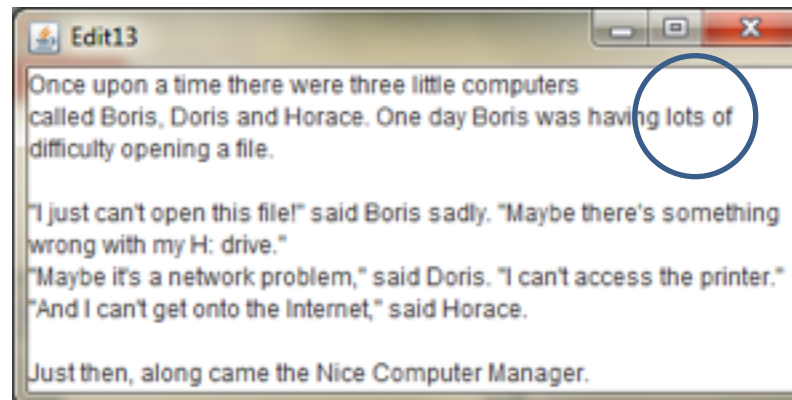 Edit13
Once upon a time there were three little computers
called Boris, Doris and Horace. One day Boris was having lots of
difficulty opening a file.
"I just can't open this file!" said Boris sadly. "Maybe there's something
wrong with my H: drive."
"Maybe it's a network problem," said Doris. "I can't access the printer."
"And I can't get onto the Internet," said Horace.
Just then, along came the Nice Computer Manager.